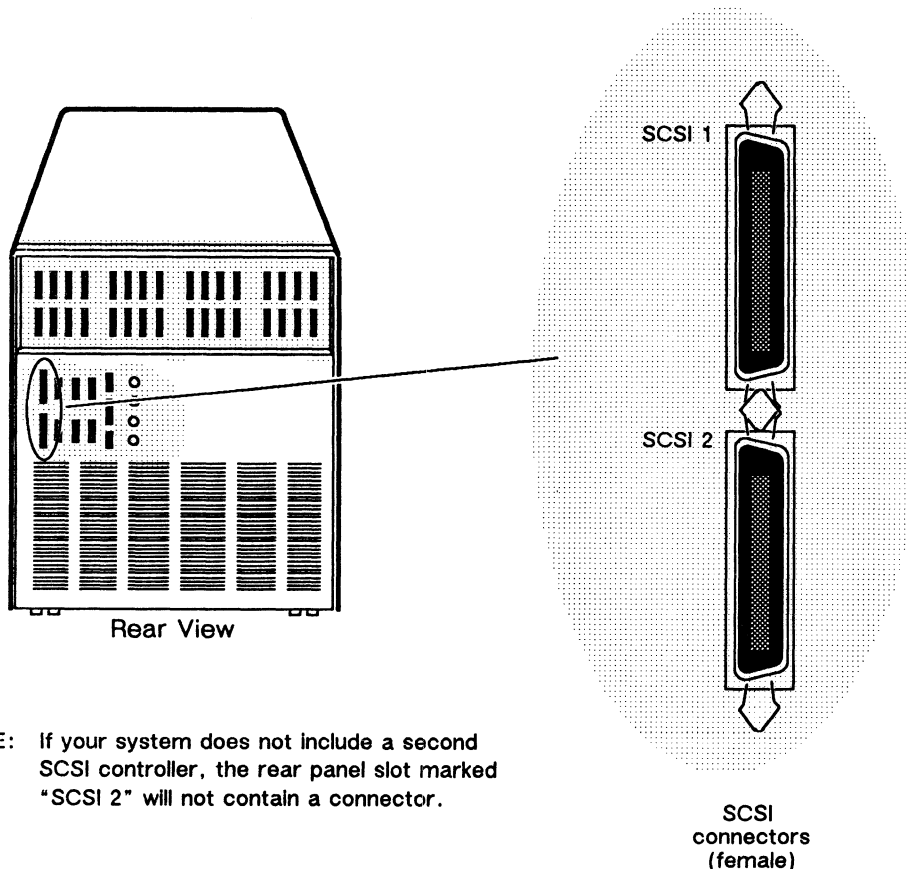 SCSI 1
SCSI 2
Rear View
E: If your system does not include a second
SCSI controller, the rear panel slot marked
"SCSI 2" will not contain a connector.
SCSI
connectors
(female)